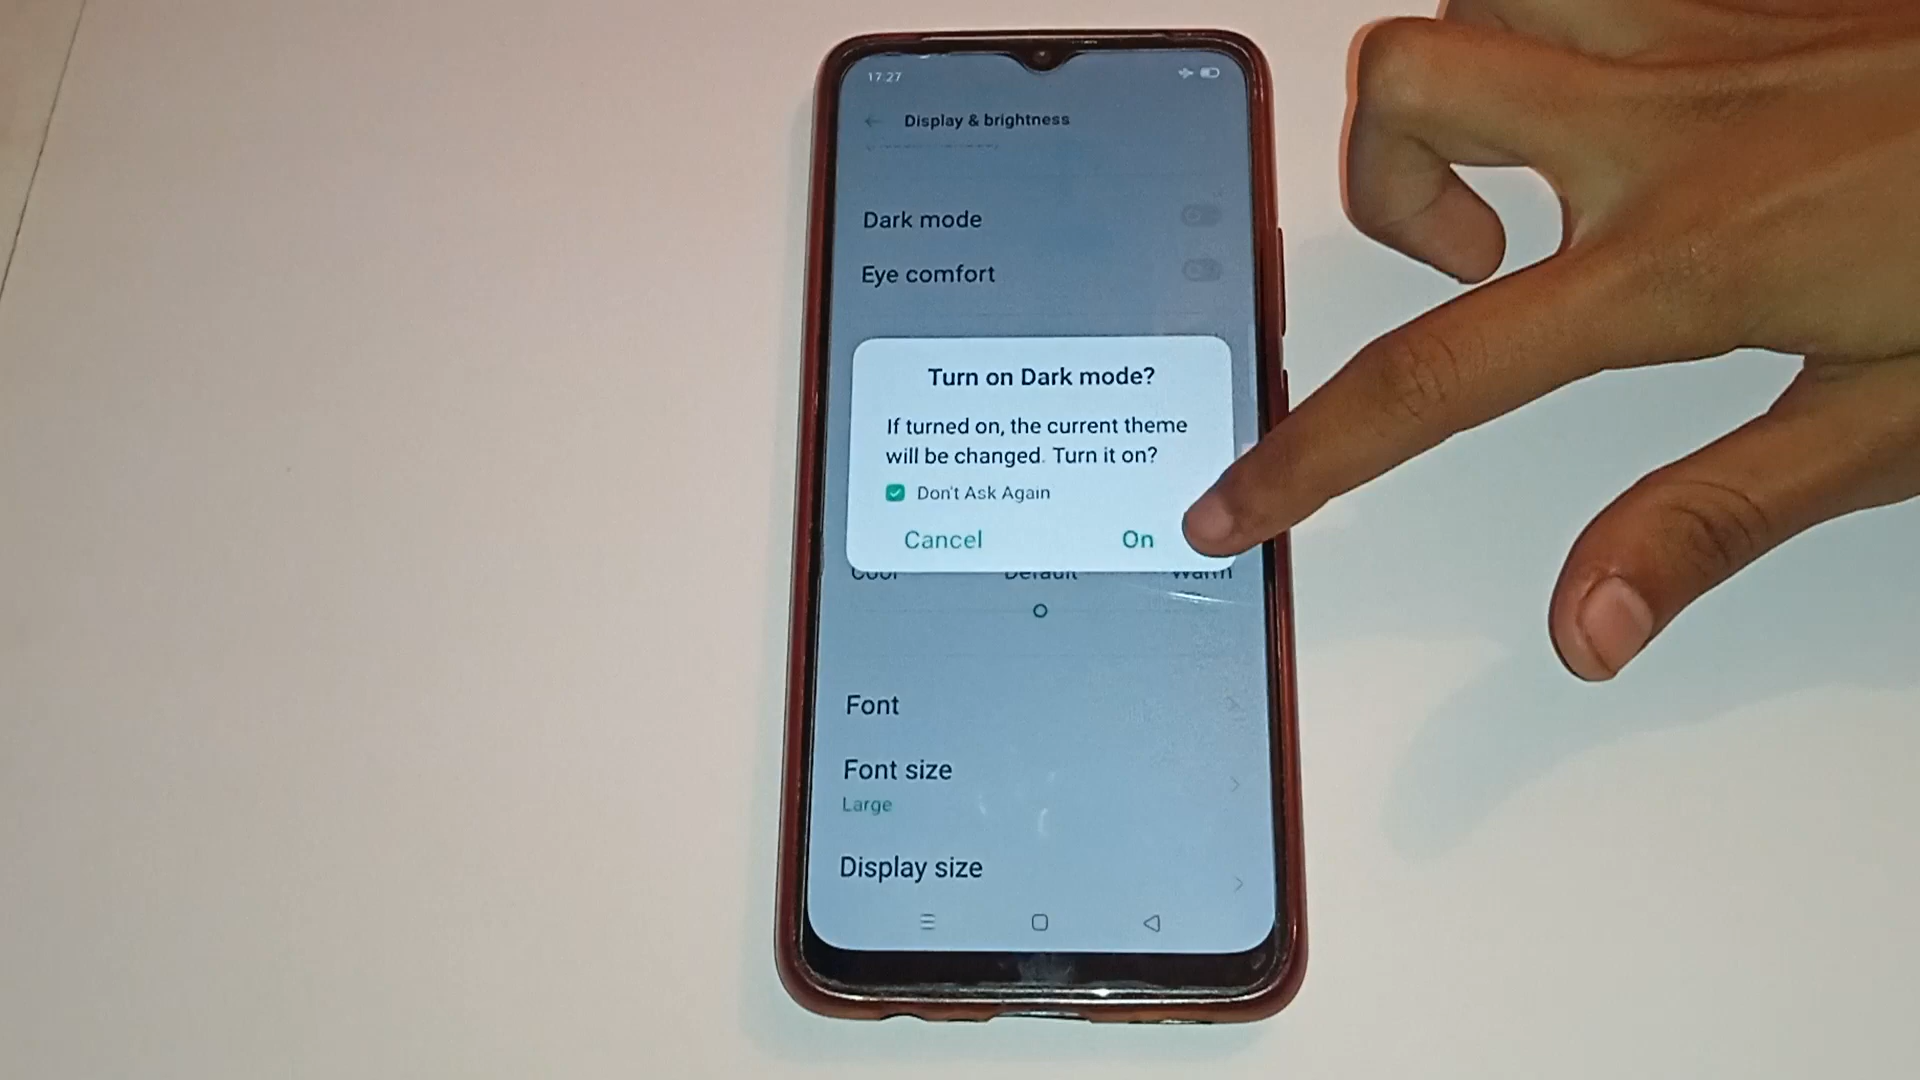 17:27
Display & brightness
Dark mode
Eye comfort
Turn on Dark mode?
If turned on, the current theme
will be changed. Turn it on?
Don't Ask Again
Cancel
On
Cool
Default
Warm
Font
Font size
Large
Display size